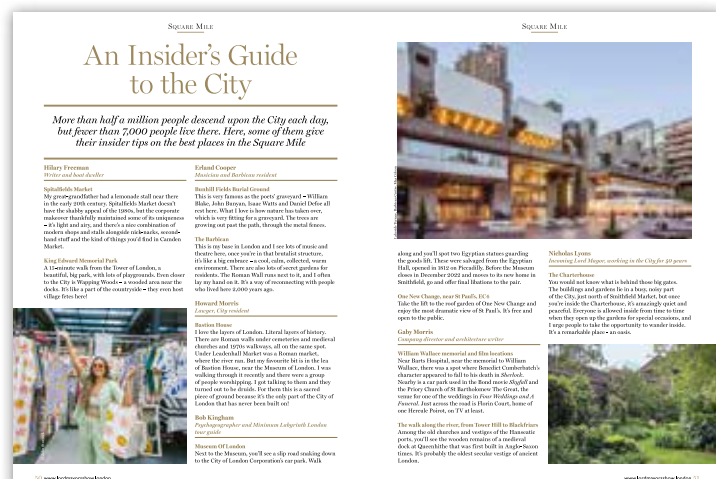 SQUARE MILE
An Insider's Guide
to the City
More than half a million people descend upon the City each day,
but fewer than 7,000 people live there. Here, some of them give
their insider tips on the best places in the Square Mile
Hilary Freeman
Writer and boat dweller
Spitalfields Market
My great-grandfather had a lemonade stall near there
in the early 20th century. Spitalfields Market doesn't
have the shabby appeal of the 1980s, but the corporate
makeover thankfully maintained some of its uniqueness
– it's light and airy, and there's a nice combination of
modern shops and stalls alongside nick-nacks, second-
hand stuff and the kind of things you'd find in Camden
Market.
King Edward Memorial Park
A 15-minute walk from the Tower of London, a
beautiful, big park, with lots of playgrounds. Even closer
to the City is Wapping Woods – a wooded area near the
docks. It's like a part of the countryside – they even host
village fetes here!
Erland Cooper
Musician and Barbican resident
Bunhill Fields Burial Ground
This is very famous as the poets' graveyard – William
Blake, John Bunyan, Isaac Watts and Daniel Defoe all
rest here. What I love is how nature has taken over,
which is very fitting for a graveyard. The trees are
growing out past the path, through the metal fences.
The Barbican
This is my base in London and I see lots of music and
theatre here, once you're in that brutalist structure,
it's like a big embrace – a cool, calm, collected, warm
environment. There are also lots of secret gardens for
residents. The Roman Wall runs next to it, and I often
lay my hand on it. It's a way of reconnecting with people
who lived here 2,000 years ago.
Howard Morris
Lawyer, City resident
Bastion House
I love the layers of London. Literal layers of history.
There are Roman walls under cemeteries and medieval
churches and 1970s walkways, all on the same spot.
Under Leadenhall Market was a Roman market,
where the river ran. But my favourite bit is in the lea
of Bastion House, near the Museum of London. I was
walking through it recently and there were a group
of people worshipping. I got talking to them and they
turned out to be druids. For them this is a sacred
piece of ground because it's the only part of the City of
London that has never been built on!
Bob Kingham
Psychogeographer and Minimum Labyrinth London
tour guide
Museum Of London
Next to the Museum, you'll see a slip road snaking down
to the City of London Corporation's car park. Walk
www.lordmayorsshow.london
SQUARE MILE
along and you'll spot two Egyptian statues guarding
the goods lift. These were salvaged from the Egyptian
Hall, opened in 1812 on Piccadilly. Before the Museum
closes in December 2022 and moves to its new home in
Smithfield, go and offer final libations to the pair.
One New Change, near St Paul's, EC4
Take the lift to the roof garden of One New Change and
enjoy the most dramatic view of St Paul's. It's free and
open to the public.
Gaby Morris
Company director and architecture writer
William Wallace memorial and film locations
Near Barts Hospital, near the memorial to William
Wallace, there was a spot where Benedict Cumberbatch's
character appeared to fall to his death in Sherlock.
Nearby is a car park used in the Bond movie Skyfall and
the Priory Church of St Bartholomew The Great, the
venue for one of the weddings in Four Weddings and A
Funeral. Just across the road is Florin Court, home of
one Hercule Poirot, on TV at least.
The walk along the river, from Tower Hill to Blackfriars
Among the old churches and vestiges of the Hanseatic
ports, you'll see the wooden remains of a medieval
dock at Queenhithe that was first built in Anglo-Saxon
times. It's probably the oldest secular vestige of ancient
London.
Nicholas Lyons
Incoming Lord Mayor, working in the City for 40 years
The Charterhouse
You would not know what is behind those big gates.
The buildings and gardens lie in a busy, noisy part
of the City, just north of Smithfield Market, but once
you're inside the Charterhouse, it's amazingly quiet and
peaceful. Everyone is allowed inside from time to time
when they open up the gardens for special occasions, and
I urge people to take the opportunity to wander inside.
It's a remarkable place – an oasis.
www.lordmayorsshow.london